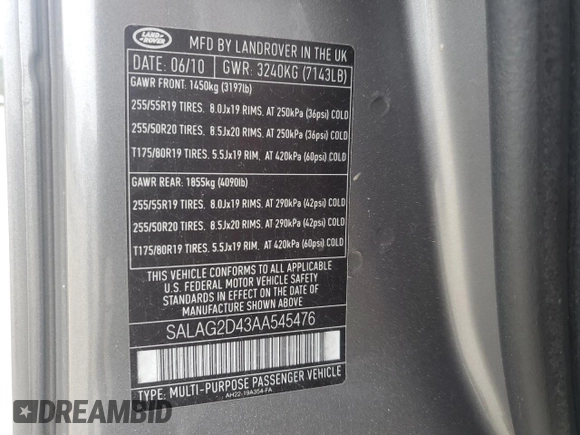 LAND
ROVER
MFD BY LANDROVER IN THE UK
DATE: 06/10 GWR: 3240KG (7143LB)
GAWR FRONT: 1450kg (3197lb)
255/55R19 TIRES. 8.0Jx19 RIMS. AT 250kPa (36psi) COLD
255/50R20 TIRES. 8.5Jx20 RIMS. AT 250kPa (36psi) COLD
T175/80R19 TIRES. 5.5Jx19 RIM. AT 420kPa (60psi) COLD
GAWR REAR: 1855kg (4090lb)
255/55R19 TIRES. 8.0Jx19 RIMS. AT 290kPa (42psi) COLD
255/50R20 TIRES. 8.5Jx20 RIMS. AT 290kPa (42psi) COLD
T175/80R19 TIRES. 5.5Jx19 RIM. AT 420kPa (60psi) COLD
THIS VEHICLE CONFORMS TO ALL APPLICABLE
U.S. FEDERAL MOTOR VEHICLE SAFETY
STANDARDS IN EFFECT ON THE DATE OF
MANUFACTURE SHOWN ABOVE
SALAG2D43AA545476
TYPE: MULTI-PURPOSE PASSENGER VEHICLE
AH22-19A354-FA
DREAMBID